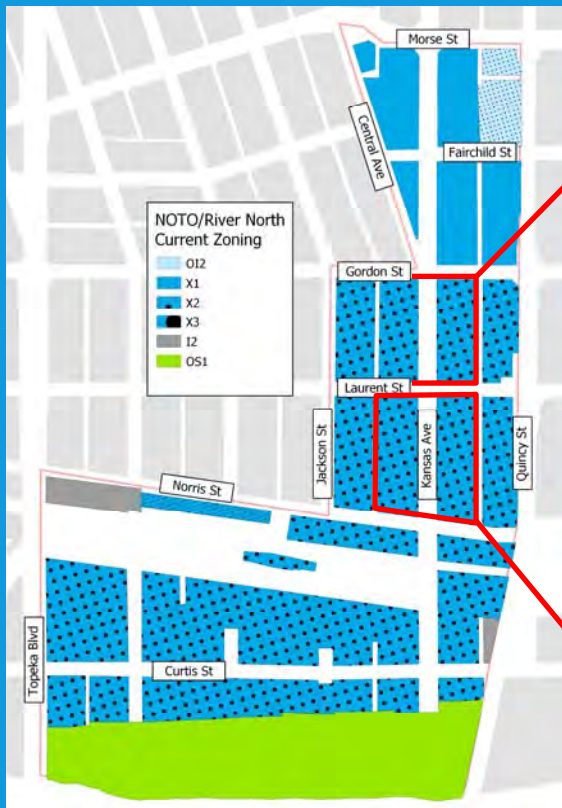 Morse St
Central Ave
Fairchild St
NOTO/River North
Current Zoning
OI2
X1
X2
X3
I2
OS1
Gordon St
Laurent St
Jackson St
Kansas Ave
Quincy St
Norris St
Topeka Blvd
Curtis St